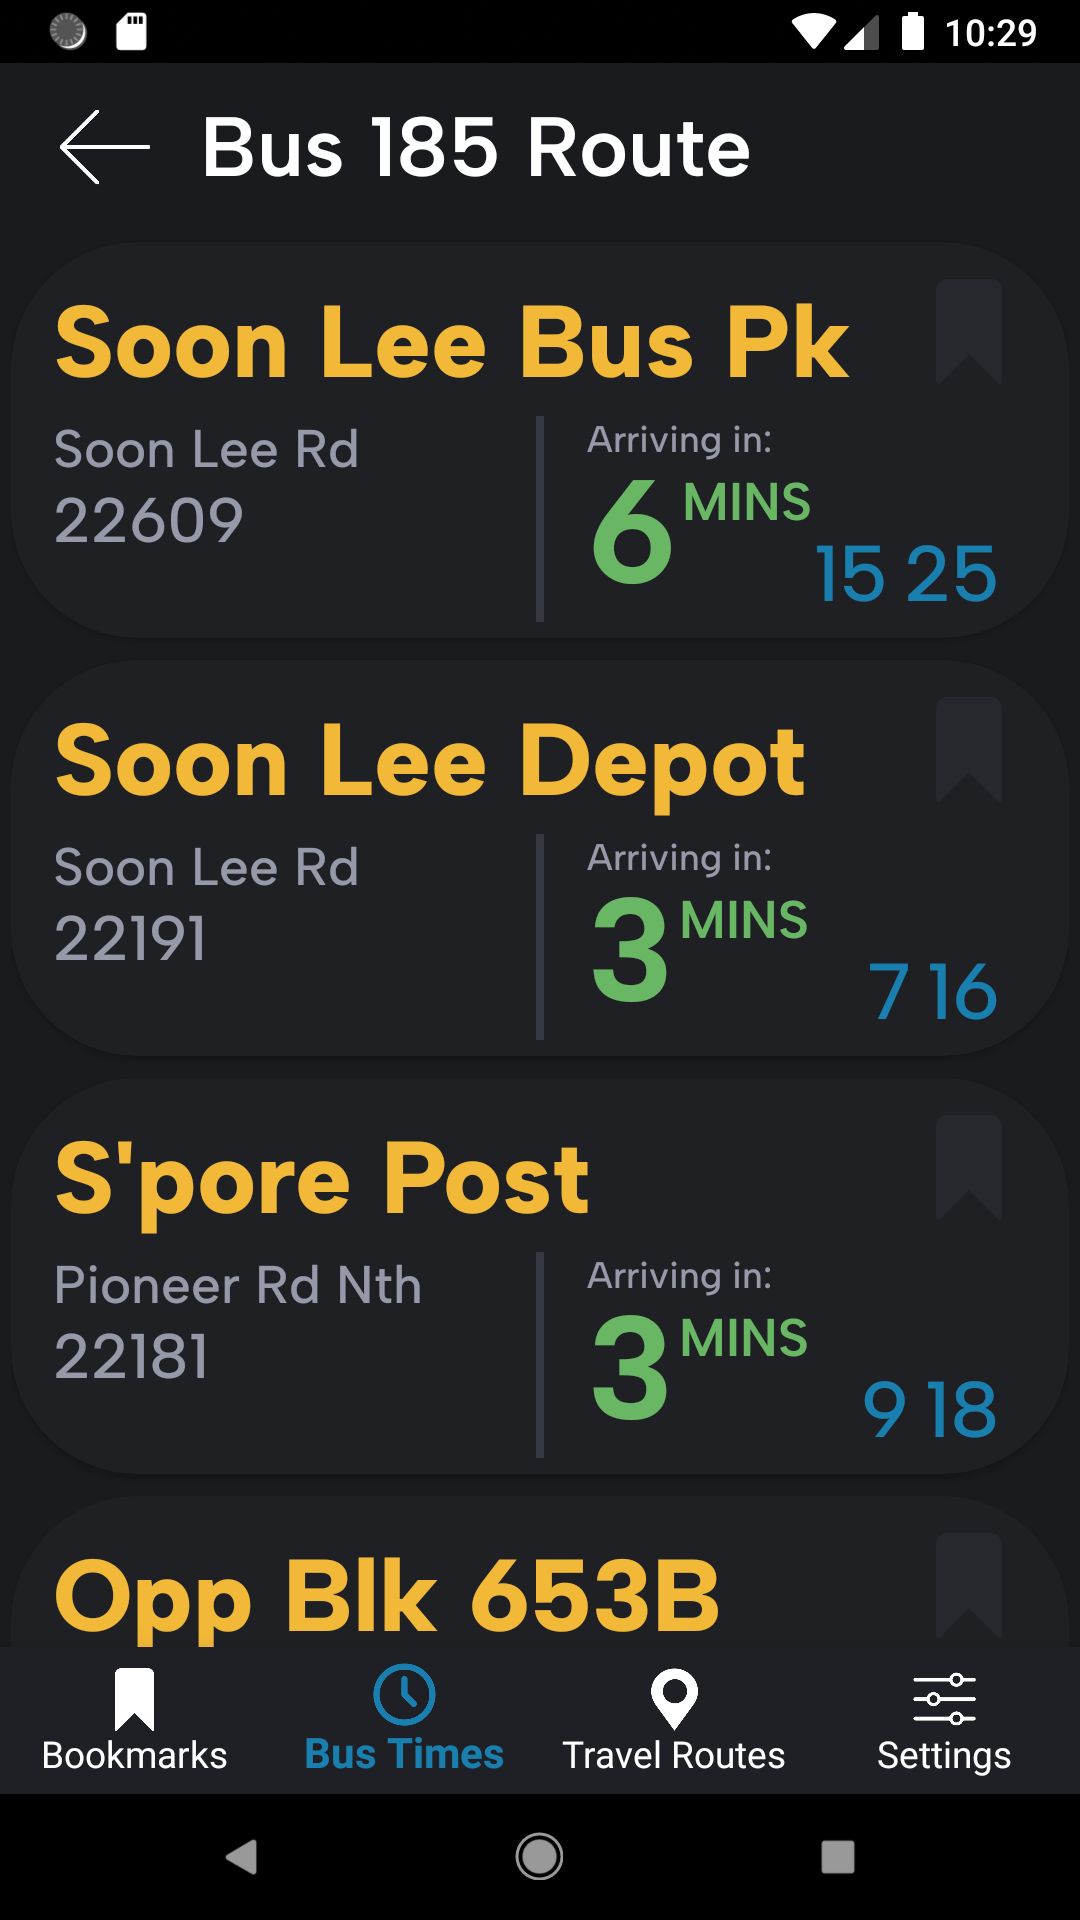 10:29
Bus 185 Route
Soon Lee Bus Pk
Soon Lee Rd
22609
Arriving in:
6 MINS
15 25
Soon Lee Depot
Soon Lee Rd
22191
Arriving in:
3 MINS
7 16
S'pore Post
Pioneer Rd Nth
22181
Arriving in:
3 MINS
9 18
Opp Blk 653B
Bookmarks
Bus Times
Travel Routes
Settings